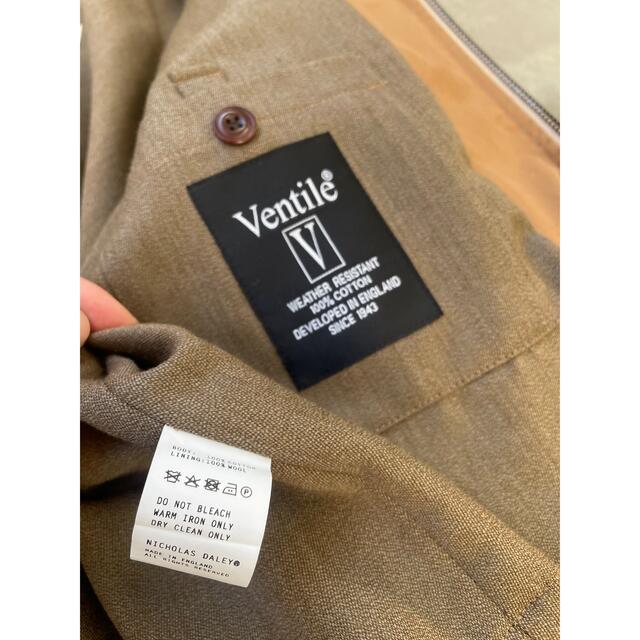 Ventile®
V
WEATHER RESISTANT
100% COTTON
DEVELOPED IN ENGLAND
SINCE 1943
BODY: 100% COTTON
LINING:100% WOOL
P
DO NOT BLEACH
WARM IRON ONLY
DRY CLEAN ONLY
NICHOLAS DALEY®
MADE IN ENGLAND
ALL RIGHTS RESERVED